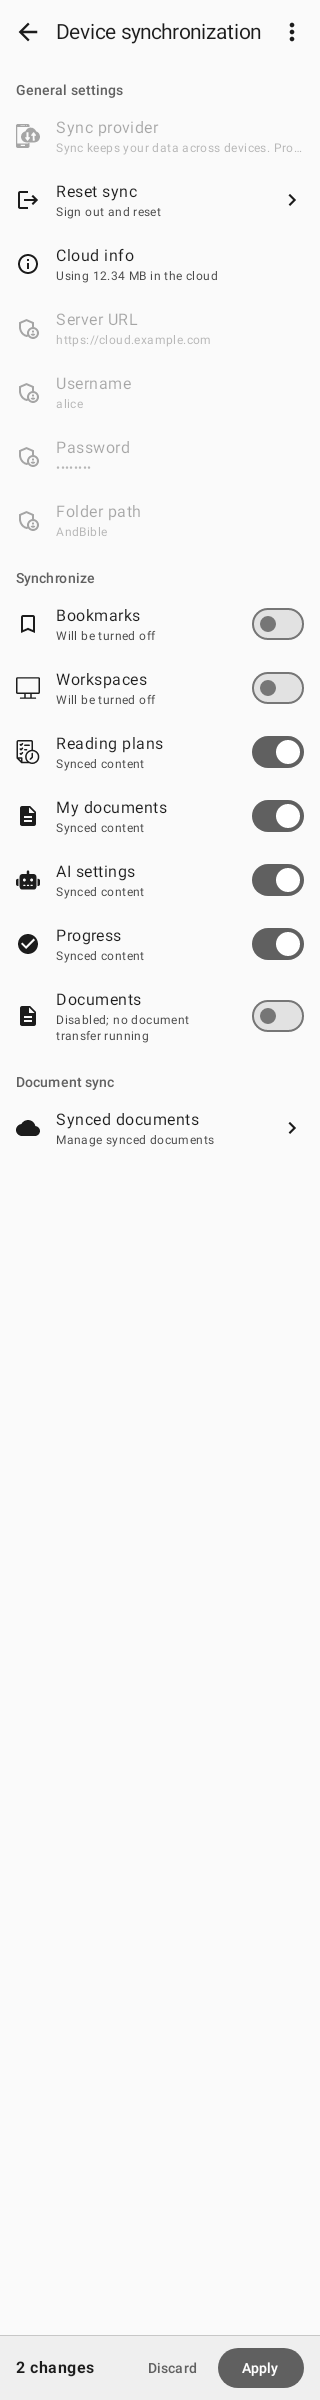 Device synchronization
General settings
Sync provider
Sync keeps your data across devices. Pro...
Reset sync
Sign out and reset
Cloud info
Using 12.34 MB in the cloud
Server URL
https://cloud.example.com
Username
alice
Password
••••••••
Folder path
AndBible
Synchronize
Bookmarks
Will be turned off
Workspaces
Will be turned off
Reading plans
Synced content
My documents
Synced content
AI settings
Synced content
Progress
Synced content
Documents
Disabled; no document
transfer running
Document sync
Synced documents
Manage synced documents
2 changes
Discard
Apply